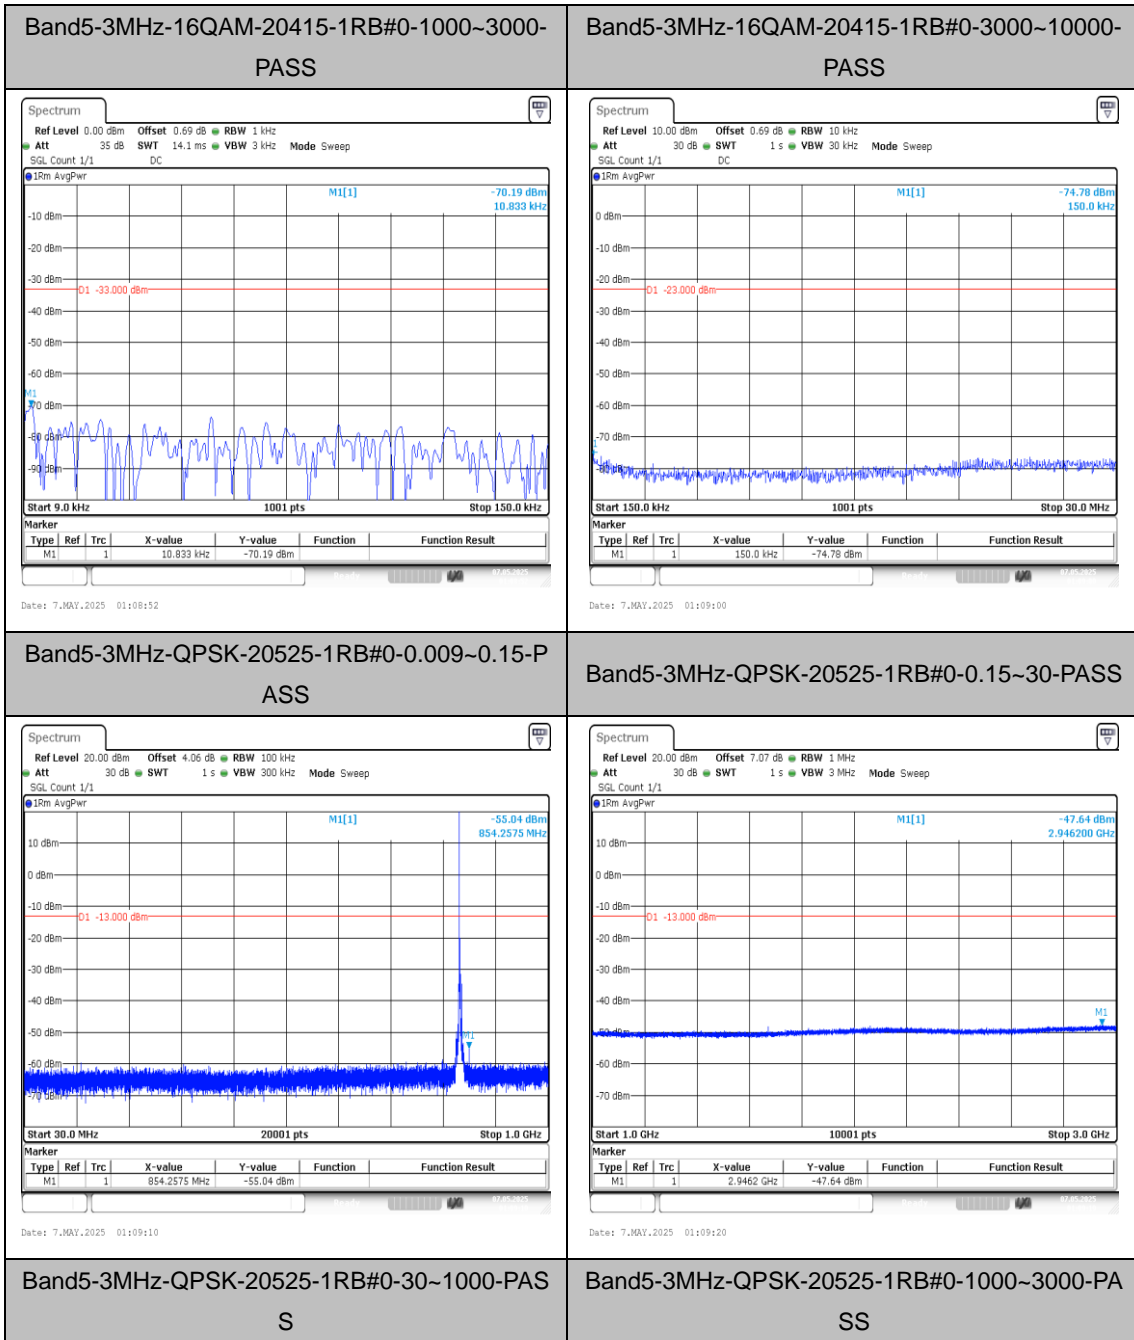 Band5-3MHz-16QAM-20415-1RB#0-1000~3000-
PASS
Band5-3MHz-16QAM-20415-1RB#0-3000~10000-
PASS
Spectrum
Ref Level 0.00 dBm Offset 0.69 dB RBW 1 kHz
Att 35 dB SWT 14.1 ms VBW 3 kHz Mode Sweep
SGL Count 1/1 DC
1Rm AvgPwr
M1[1] -70.19 dBm
10.833 kHz
-10 dBm
-20 dBm
-30 dBm
D1 -33.000 dBm
-40 dBm
-50 dBm
-60 dBm
M1
-70 dBm
-80 dBm
-90 dBm
Start 9.0 kHz 1001 pts Stop 150.0 kHz
Marker
Type Ref Trc X-value Y-value Function Function Result
M1 1 10.833 kHz -70.19 dBm
07.05.2025
Date: 7.MAY.2025 01:08:52
Spectrum
Ref Level 10.00 dBm Offset 0.69 dB RBW 10 kHz
Att 30 dB SWT 1 s VBW 30 kHz Mode Sweep
SGL Count 1/1 DC
1Rm AvgPwr
M1[1] -74.78 dBm
150.0 kHz
0 dBm
-10 dBm
-20 dBm
D1 -23.000 dBm
-30 dBm
-40 dBm
-50 dBm
-60 dBm
-70 dBm
-80 dBm
Start 150.0 kHz 1001 pts Stop 30.0 MHz
Marker
Type Ref Trc X-value Y-value Function Function Result
M1 1 150.0 kHz -74.78 dBm
07.05.2025
Date: 7.MAY.2025 01:09:00
Band5-3MHz-QPSK-20525-1RB#0-0.009~0.15-P
ASS
Band5-3MHz-QPSK-20525-1RB#0-0.15~30-PASS
Spectrum
Ref Level 20.00 dBm Offset 4.06 dB RBW 100 kHz
Att 30 dB SWT 1 s VBW 300 kHz Mode Sweep
SGL Count 1/1
1Rm AvgPwr
M1[1] -55.04 dBm
854.2575 MHz
10 dBm
0 dBm
-10 dBm
D1 -13.000 dBm
-20 dBm
-30 dBm
-40 dBm
-50 dBm
M1
-60 dBm
-70 dBm
Start 30.0 MHz 20001 pts Stop 1.0 GHz
Marker
Type Ref Trc X-value Y-value Function Function Result
M1 1 854.2575 MHz -55.04 dBm
07.05.2025
Date: 7.MAY.2025 01:09:10
Spectrum
Ref Level 20.00 dBm Offset 7.07 dB RBW 1 MHz
Att 30 dB SWT 1 s VBW 3 MHz Mode Sweep
SGL Count 1/1
1Rm AvgPwr
M1[1] -47.64 dBm
2.946200 GHz
10 dBm
0 dBm
-10 dBm
D1 -13.000 dBm
-20 dBm
-30 dBm
-40 dBm
M1
-50 dBm
-60 dBm
-70 dBm
Start 1.0 GHz 10001 pts Stop 3.0 GHz
Marker
Type Ref Trc X-value Y-value Function Function Result
M1 1 2.9462 GHz -47.64 dBm
07.05.2025
Date: 7.MAY.2025 01:09:20
Band5-3MHz-QPSK-20525-1RB#0-30~1000-PAS
S
Band5-3MHz-QPSK-20525-1RB#0-1000~3000-PA
SS